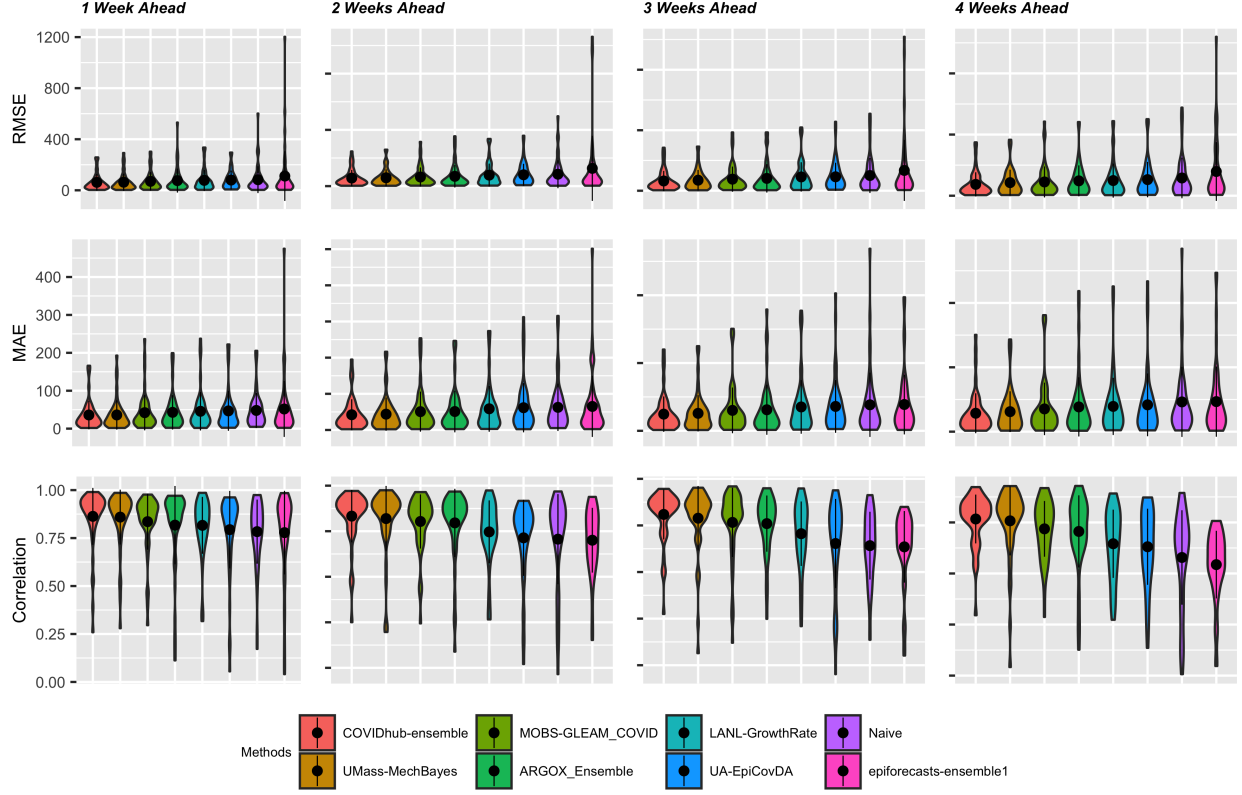 1 Week Ahead
2 Weeks Ahead
3 Weeks Ahead
4 Weeks Ahead
RMSE
1200
800
400
0
MAE
400
300
200
100
0
Correlation
1.00
0.75
0.50
0.25
0.00
Methods
COVIDhub-ensemble
MOBS-GLEAM_COVID
LANL-GrowthRate
Naive
UMass-MechBayes
ARGOX_Ensemble
UA-EpiCovDA
epiforecasts-ensemble1